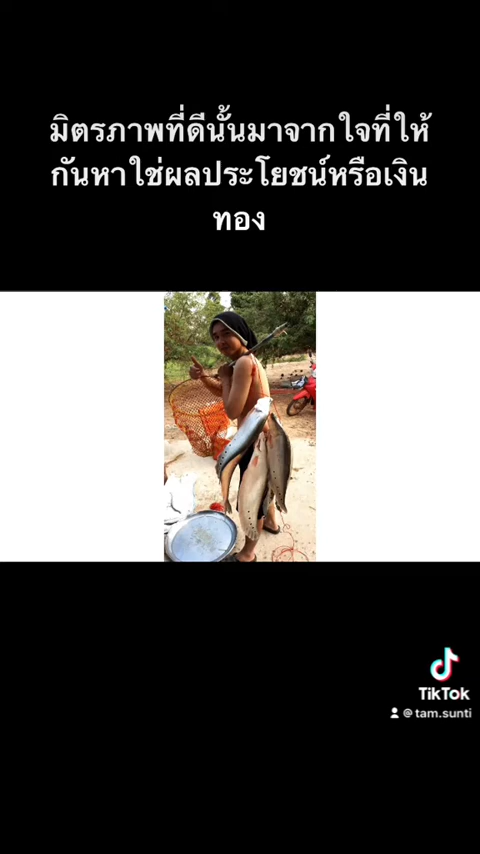 มิตรภาพที่ดีนั้นมาจากใจที่ให้
กันหาใช่ผลประโยชน์หรือเงิน
ทอง
TikTok
@tam.sunti